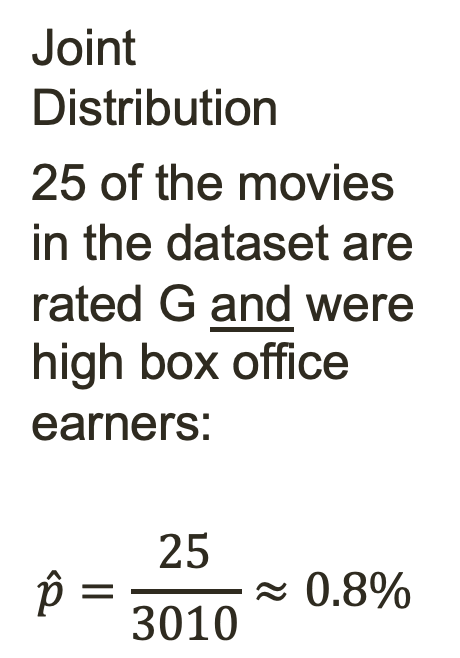 Joint
Distribution
25 of the movies
in the dataset are
rated G and were
high box office
earners:
p̂ = 25/3010 ≈ 0.8%